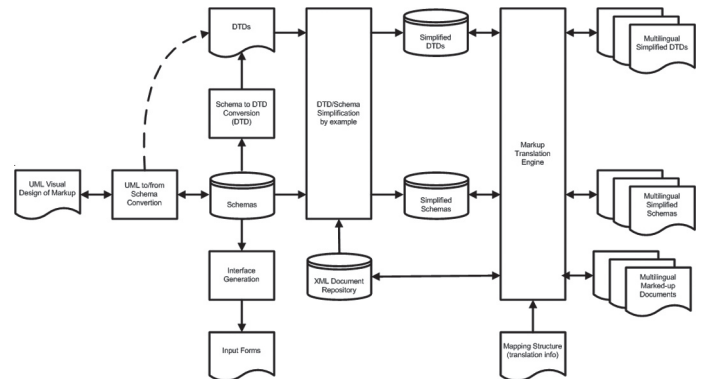 DTDs
Simplified
DTDs
Multilingual
Simplified DTDs
Schema to DTD
Conversion
(DTD)
DTD/Schema
Simplification
by example
Markup
Translation
Engine
UML Visual
Design of Markup
UML to/from
Schema
Convertion
Schemas
Simplified
Schemas
Multilingual
Simplified
Schemas
Interface
Generation
XML Document
Repository
Multilingual
Marked-up
Documents
Input Forms
Mapping Structure
(translation info)